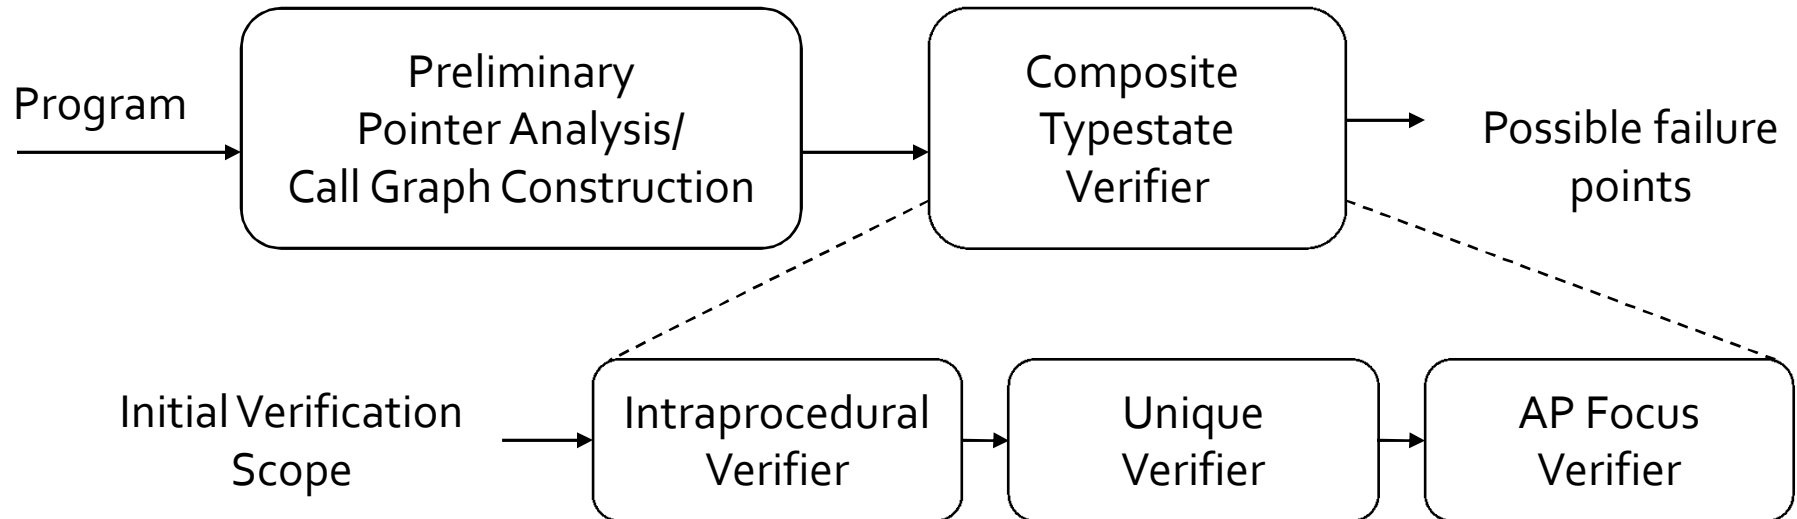 Program
Preliminary
Pointer Analysis/
Call Graph Construction
Composite
Typestate
Verifier
Possible failure
points
Initial Verification
Scope
Intraprocedural
Verifier
Unique
Verifier
AP Focus
Verifier